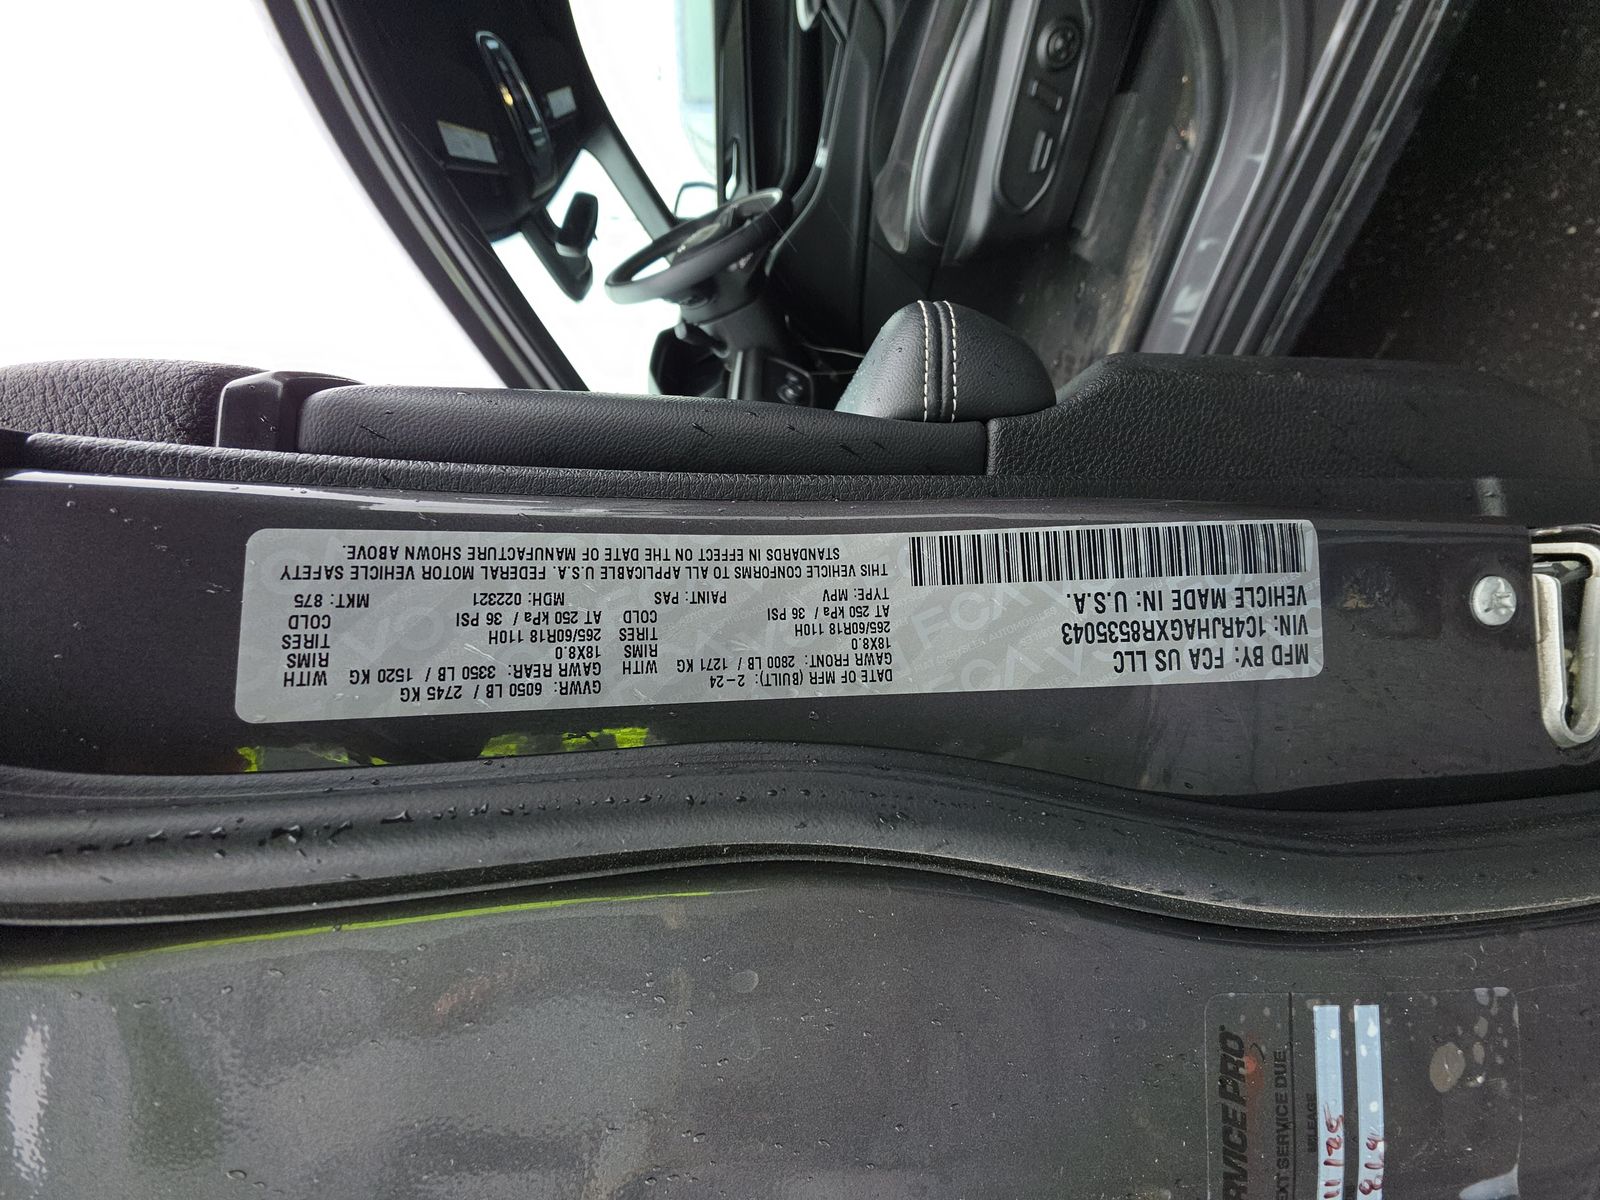 MFD BY: FCA US LLC
VIN: 1C4RJHAGXR8535043
VEHICLE MADE IN: U.S.A.
DATE OF MFR (BUILT): 2-24
GVWR: 6050 LB / 2745 KG
GAWR FRONT: 2800 LB / 1271 KG WITH
GAWR REAR: 3350 LB / 1520 KG WITH
18X8.0 RIMS
18X8.0 RIMS
265/60R18 110H TIRES
265/60R18 110H TIRES
AT 250 kPa / 36 PSI COLD
AT 250 kPa / 36 PSI COLD
TYPE: MPV PAINT: PAS MDH: 022321 MKT: 875
THIS VEHICLE CONFORMS TO ALL APPLICABLE U.S.A. FEDERAL MOTOR VEHICLE SAFETY
STANDARDS IN EFFECT ON THE DATE OF MANUFACTURE SHOWN ABOVE.
RVICE PRO
EXT SERVICE DUE
MILEAGE